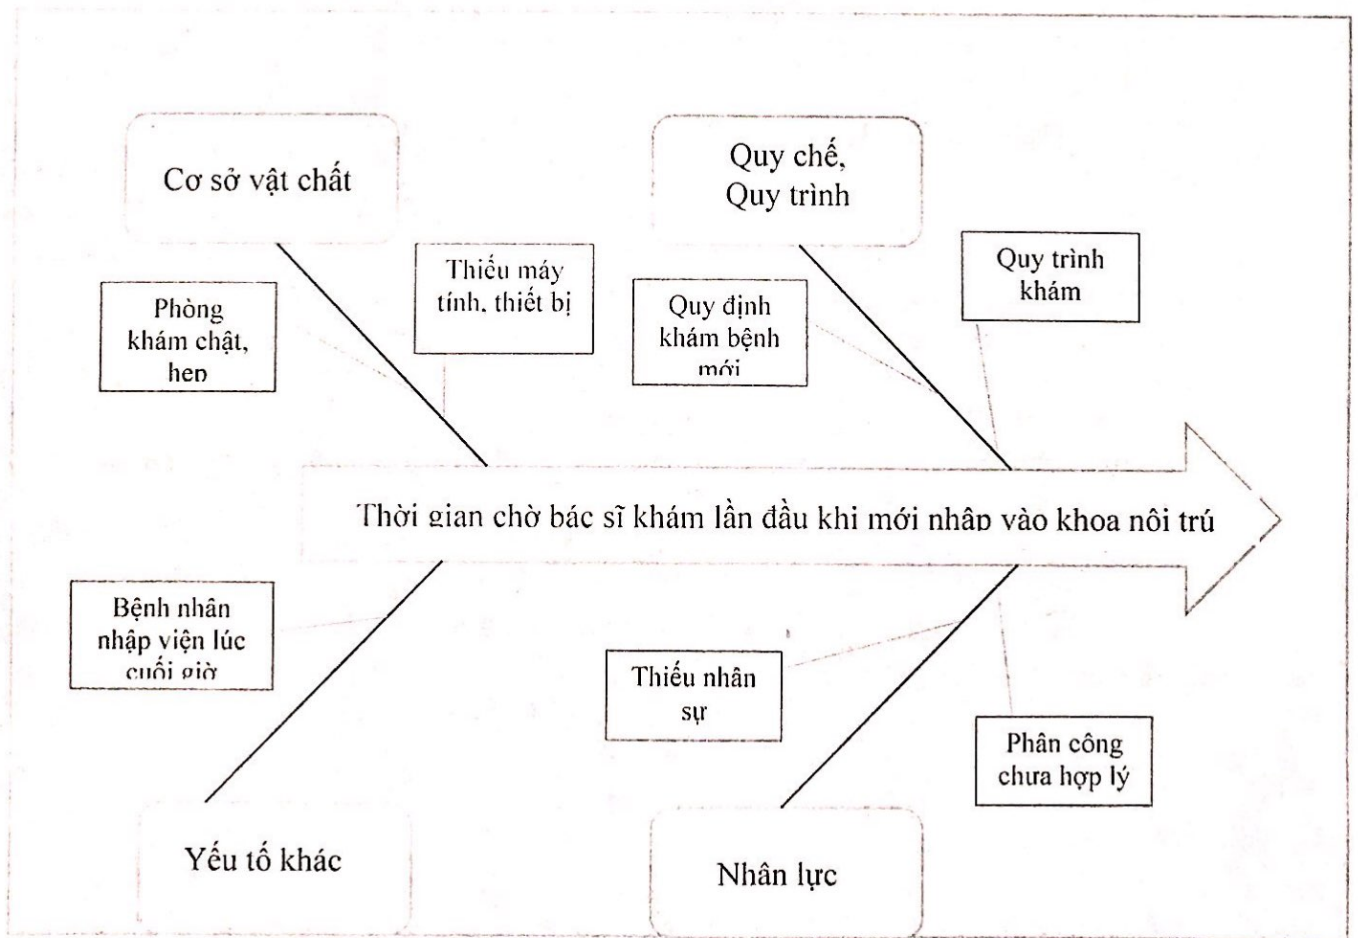 Cơ sở vật chất
Quy chế,
Quy trình
Phòng
khám chật,
hẹp
Thiếu máy
tính, thiết bị
Quy định
khám bệnh
mới
Quy trình
khám
Thời gian chờ bác sĩ khám lần đầu khi mới nhập vào khoa nội trú
Bệnh nhân
nhập viện lúc
cuối giờ
Thiếu nhân
sự
Phân công
chưa hợp lý
Yếu tố khác
Nhân lực